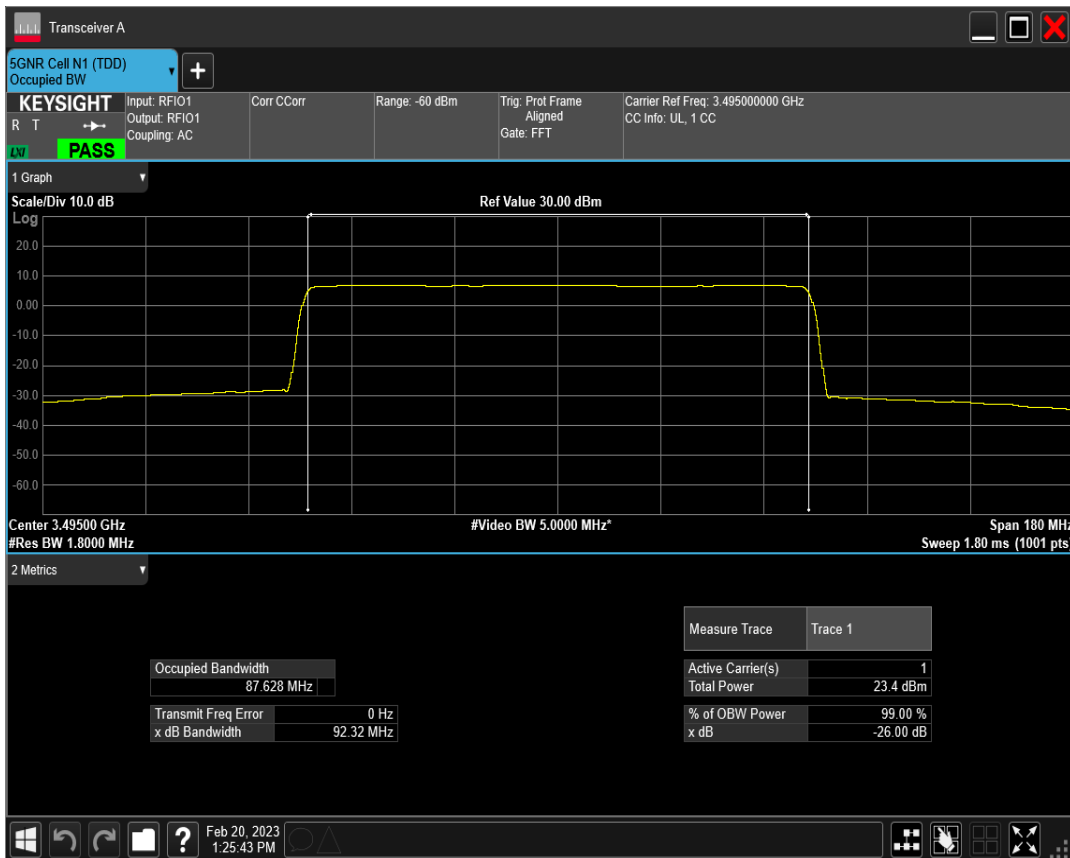 Transceiver A
5GNR Cell N1 (TDD)
Occupied BW
+
KEYSIGHT
R T
LXI
PASS
Input: RFIO1
Output: RFIO1
Coupling: AC
Corr CCorr
Range: -60 dBm
Trig: Prot Frame
Aligned
Gate: FFT
Carrier Ref Freq: 3.495000000 GHz
CC Info: UL, 1 CC
1 Graph
Scale/Div 10.0 dB
Ref Value 30.00 dBm
Log
20.0
10.0
0.00
-10.0
-20.0
-30.0
-40.0
-50.0
-60.0
Center 3.49500 GHz
#Video BW 5.0000 MHz*
Span 180 MHz
#Res BW 1.8000 MHz
Sweep 1.80 ms (1001 pts)
2 Metrics
Measure Trace Trace 1
Occupied Bandwidth
87.628 MHz
Active Carrier(s) 1
Total Power 23.4 dBm
Transmit Freq Error 0 Hz
x dB Bandwidth 92.32 MHz
% of OBW Power 99.00 %
x dB -26.00 dB
?
Feb 20, 2023
1:25:43 PM